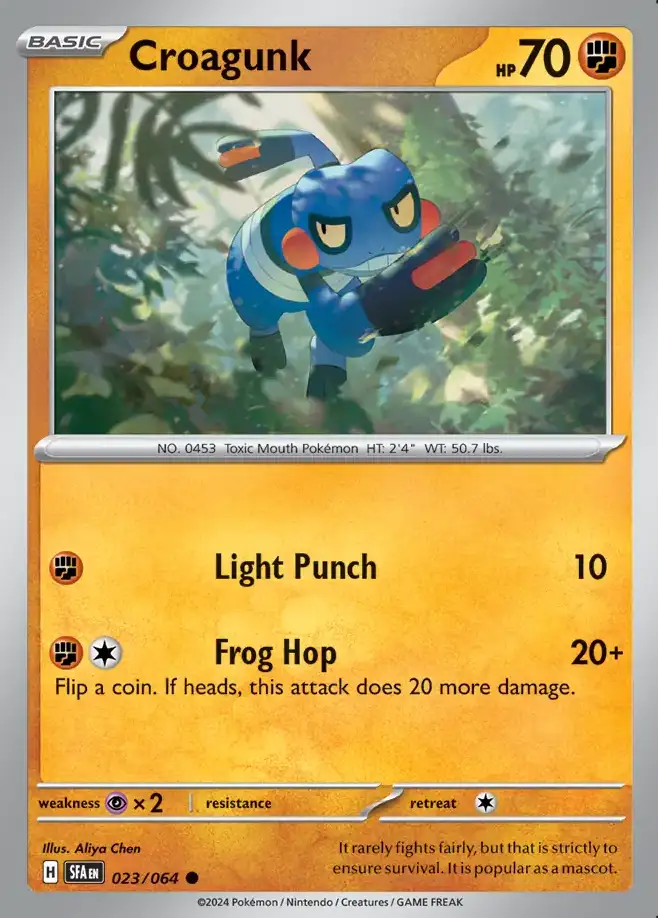 BASIC
Croagunk
HP 70
NO. 0453 Toxic Mouth Pokémon HT: 2'4" WT: 50.7 lbs.
Light Punch 10
Frog Hop 20+
Flip a coin. If heads, this attack does 20 more damage.
weakness ×2 resistance retreat
Illus. Aliya Chen
It rarely fights fairly, but that is strictly to
ensure survival. It is popular as a mascot.
H SFA EN 023/064
©2024 Pokémon / Nintendo / Creatures / GAME FREAK